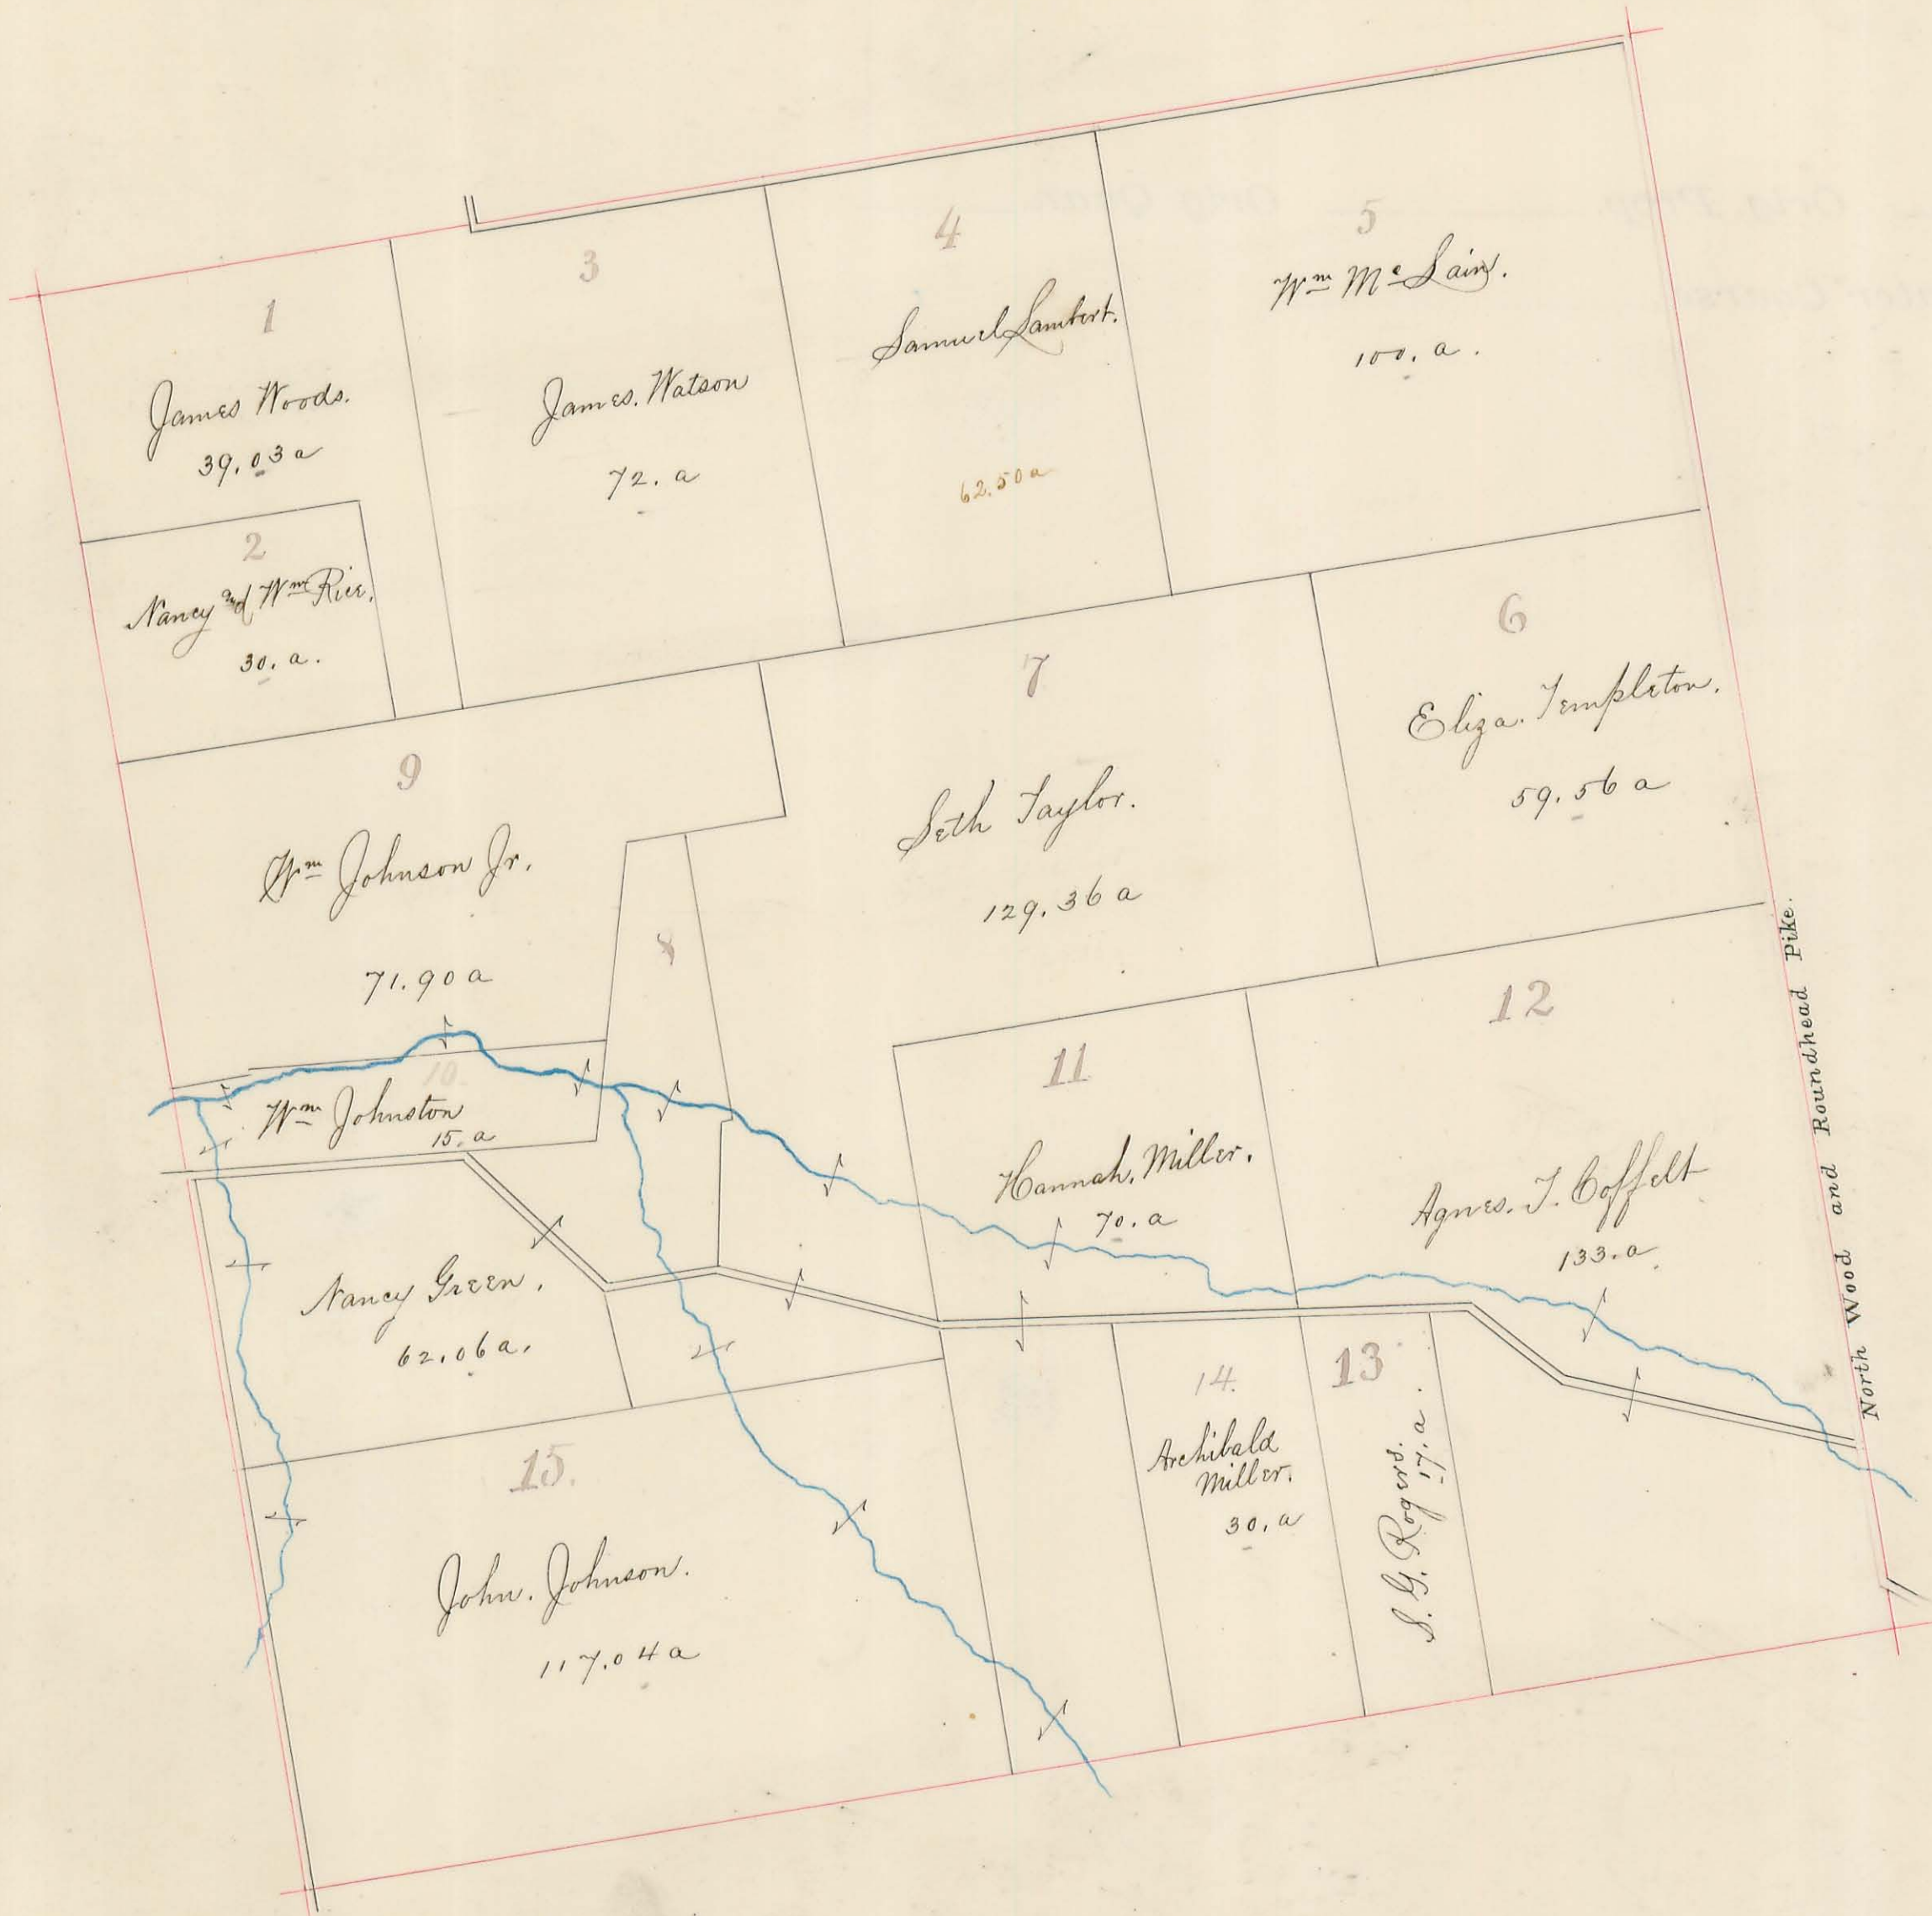 1
James Woods.
39.03 a
2
Nancy and Wm Rice.
30. a.
3
James. Watson
72. a
4
Samuel Lambert.
62.50 a
5
Wm Mc Lain.
100. a.
6
Eliza. Templeton.
59.56 a
7
Seth Taylor.
129.36 a
8
9
Wm Johnson Jr.
71.90 a
10.
Wm Johnston
15. a
11
Hannah. Miller.
70. a
12
Agnes. T. Coffelt
133. a.
North Wood and Roundhead Pike.
Nancy Green.
62.06 a.
13
S. G. Rogers.
17. a.
14.
Archibald
Miller.
30. a
15.
John. Johnson.
117.04 a